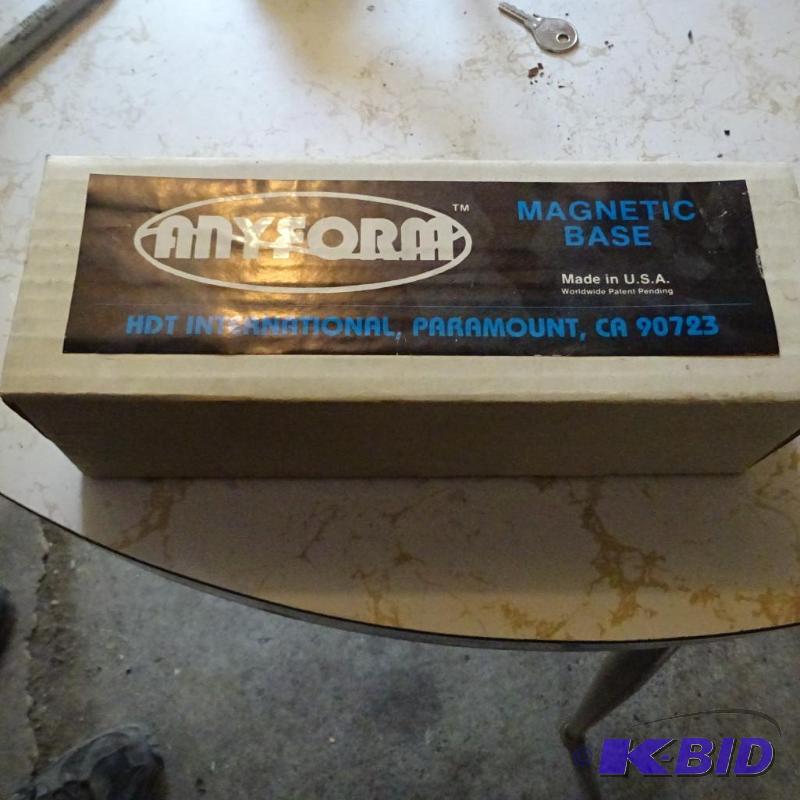 ANYFORM™
MAGNETIC
BASE
Made in U.S.A.
Worldwide Patent Pending
HDT INTERNATIONAL, PARAMOUNT, CA 90723
K-BID